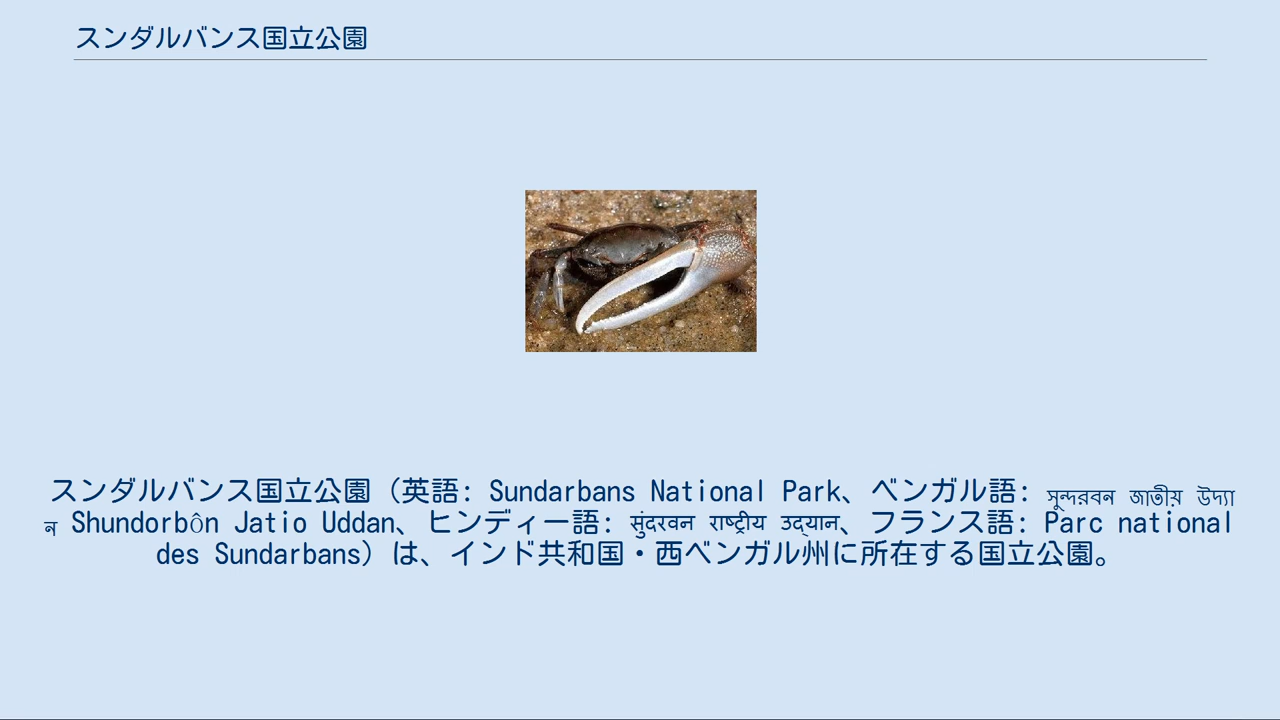 スンダルバンス国立公園
スンダルバンス国立公園（英語: Sundarbans National Park、ベンガル語: সুন্দরবন জাতীয় উদ্যা
ন Shundorbôn Jatio Uddan、ヒンディー語: सुंदरवन राष्ट्रीय उद्यान、フランス語: Parc national
des Sundarbans）は、インド共和国・西ベンガル州に所在する国立公園。